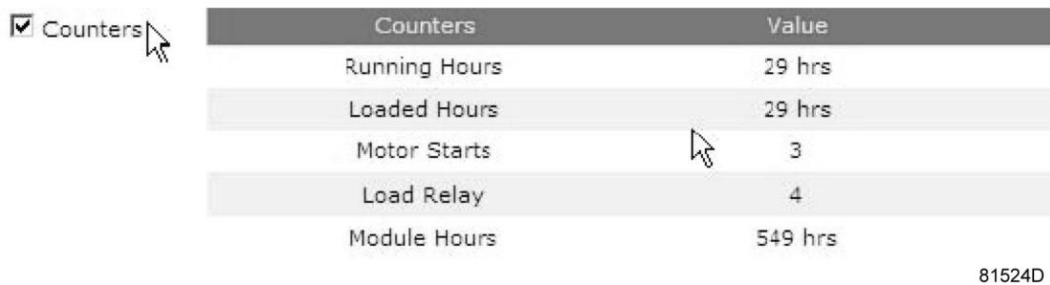 Counters
Counters Value
Running Hours 29 hrs
Loaded Hours 29 hrs
Motor Starts 3
Load Relay 4
Module Hours 549 hrs
81524D